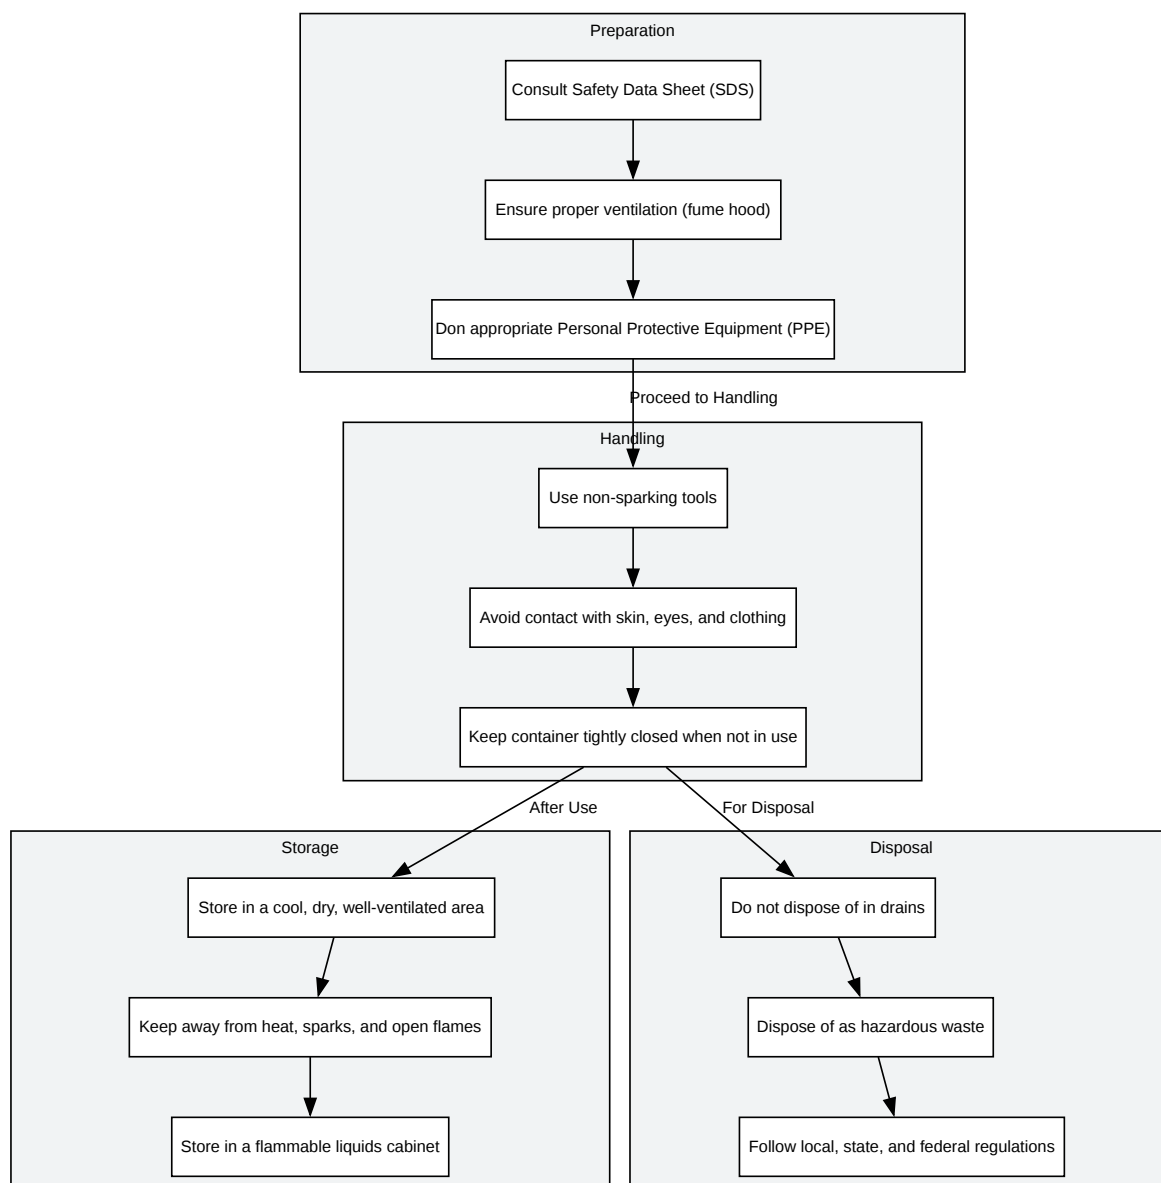 Preparation
Consult Safety Data Sheet (SDS)
Ensure proper ventilation (fume hood)
Don appropriate Personal Protective Equipment (PPE)
Proceed to Handling
Handling
Use non-sparking tools
Avoid contact with skin, eyes, and clothing
Keep container tightly closed when not in use
After Use
For Disposal
Storage
Store in a cool, dry, well-ventilated area
Keep away from heat, sparks, and open flames
Store in a flammable liquids cabinet
Disposal
Do not dispose of in drains
Dispose of as hazardous waste
Follow local, state, and federal regulations